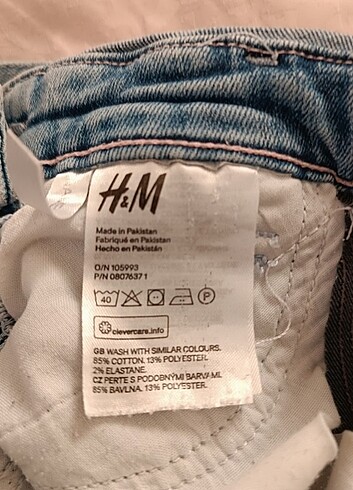 H&M
Made in Pakistan
Fabriqué en Pakistan
Hecho en Pakistán
O/N 105993
P/N 08076371
40 P
clevercare.info
GB WASH WITH SIMILAR COLOURS.
85% COTTON. 13% POLYESTER.
2% ELASTANE.
CZ PERTE S PODOBNÝMI BARVAMI.
85% BAVLNA. 13% POLYESTER.